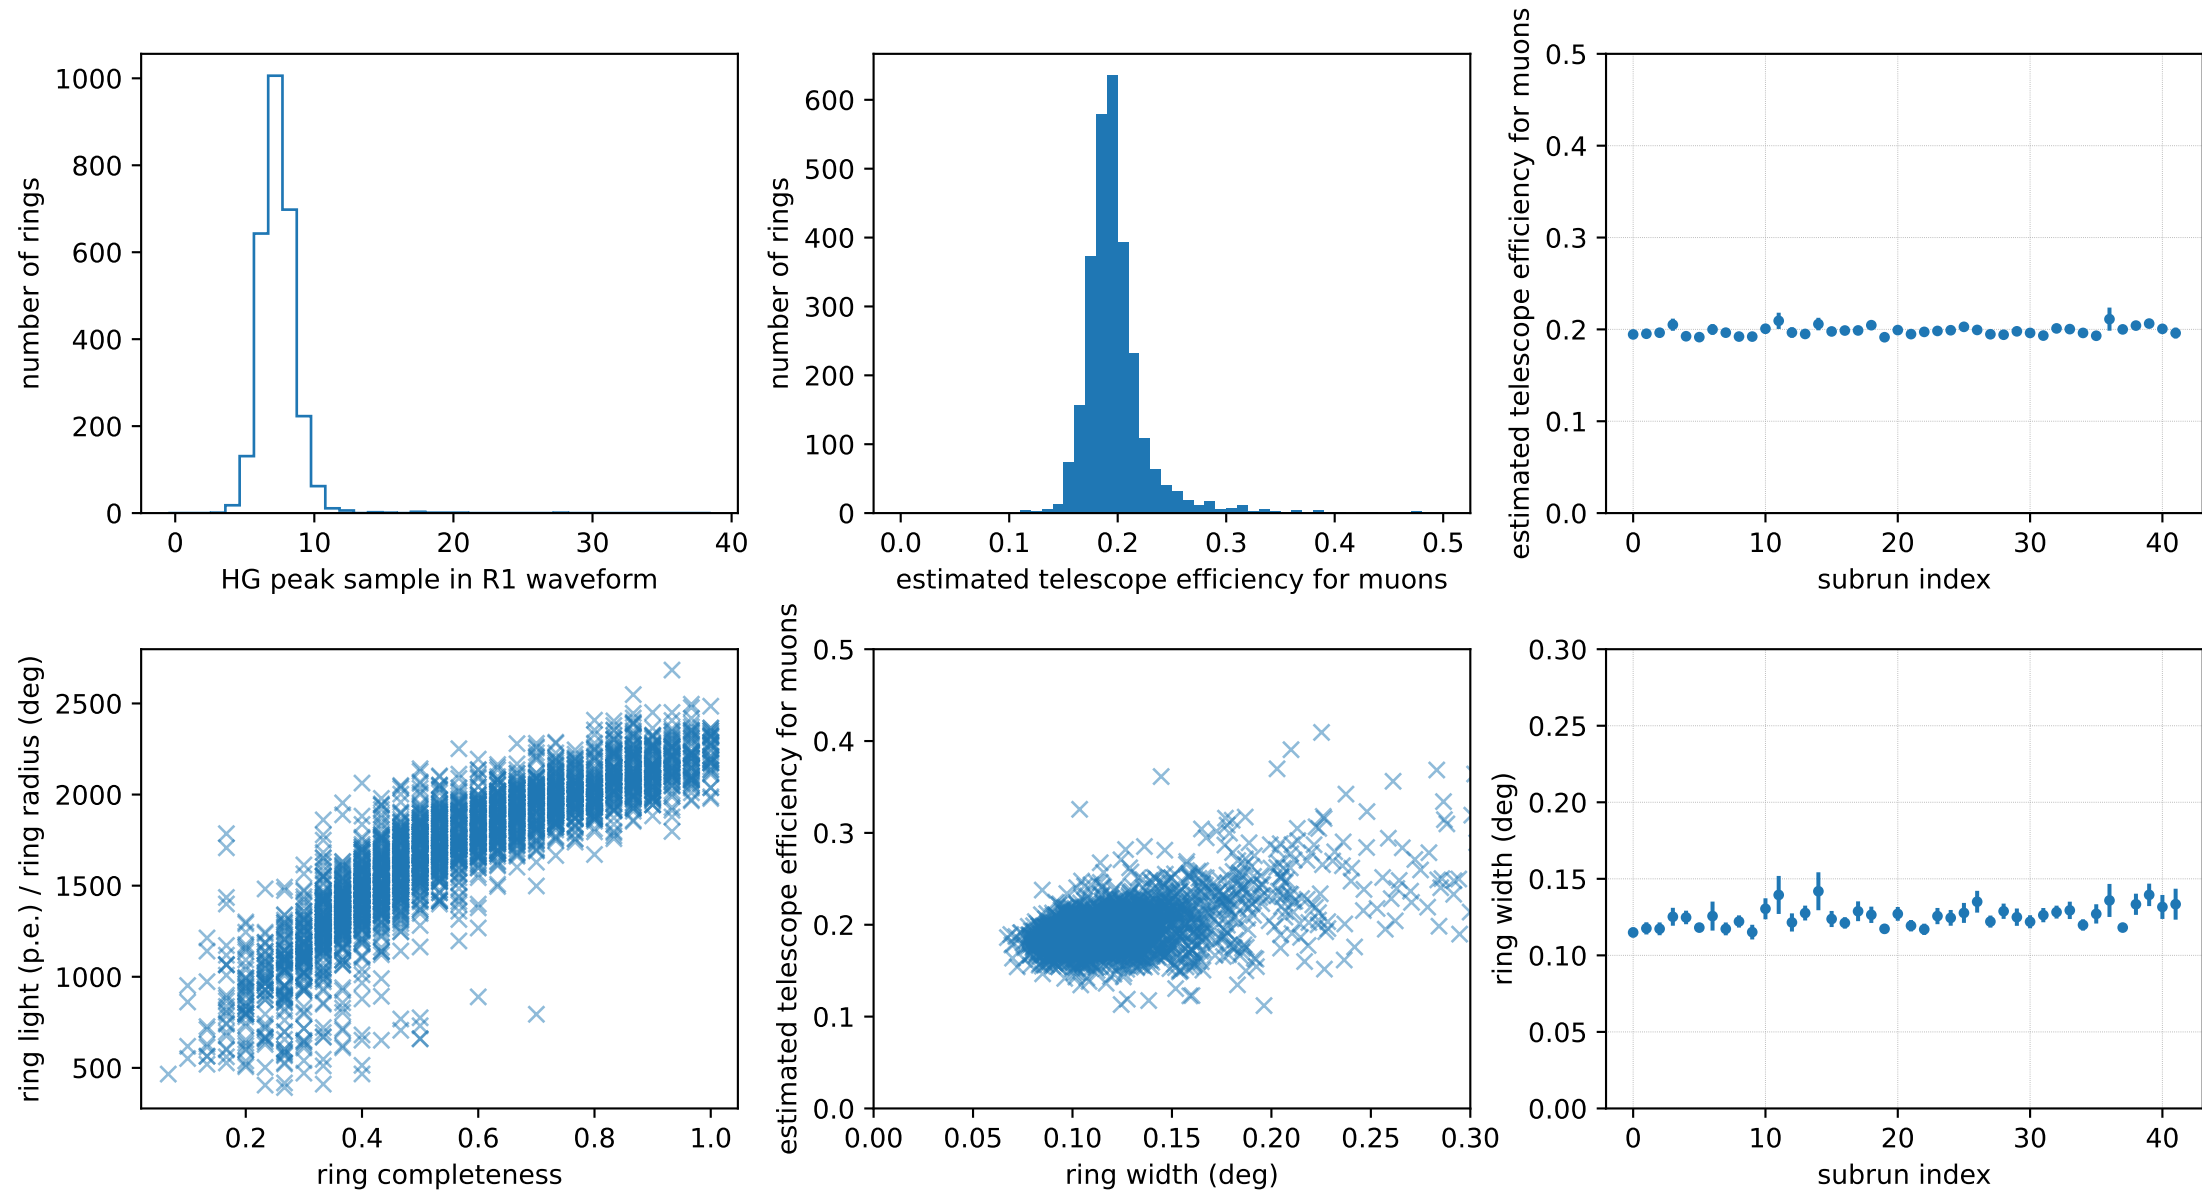 number of rings
1000
800
600
400
200
0
0 10 20 30 40
HG peak sample in R1 waveform
number of rings
600
500
400
300
200
100
0
0.0 0.1 0.2 0.3 0.4 0.5
estimated telescope efficiency for muons
estimated telescope efficiency for muons
0.5
0.4
0.3
0.2
0.1
0.0
0 10 20 30 40
subrun index
ring light (p.e.) / ring radius (deg)
2500
2000
1500
1000
500
0.2 0.4 0.6 0.8 1.0
ring completeness
estimated telescope efficiency for muons
0.5
0.4
0.3
0.2
0.1
0.0
0.00 0.05 0.10 0.15 0.20 0.25 0.30
ring width (deg)
ring width (deg)
0.30
0.25
0.20
0.15
0.10
0.05
0.00
0 10 20 30 40
subrun index